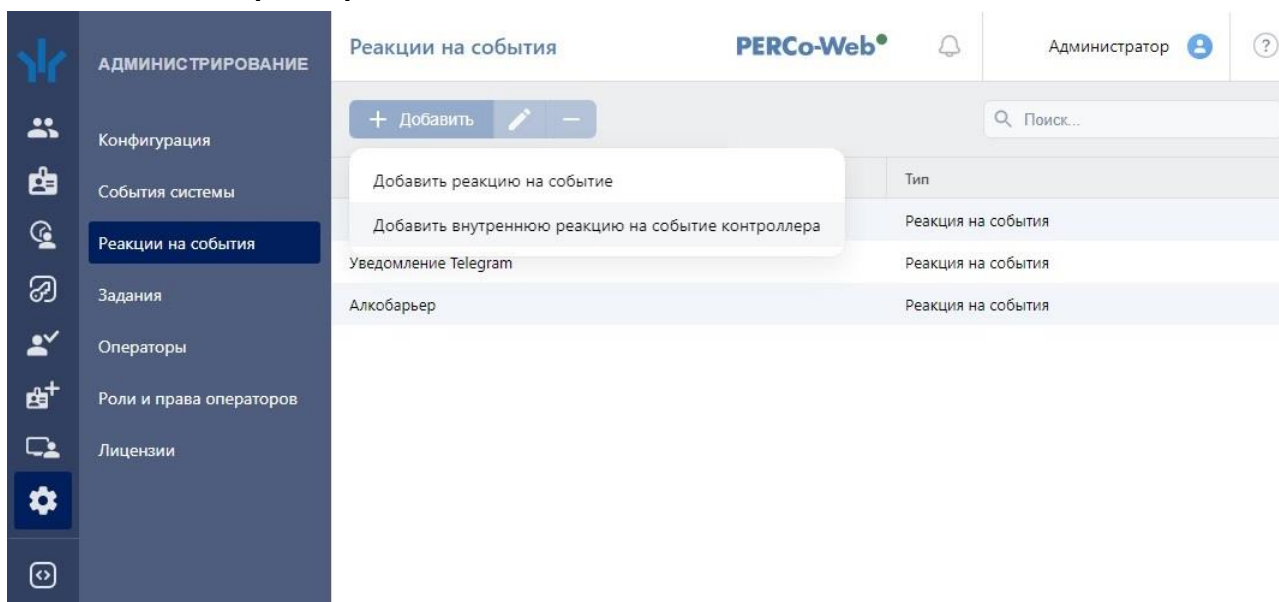 АДМИНИСТРИРОВАНИЕ
Конфигурация
События системы
Реакции на события
Задания
Операторы
Роли и права операторов
Лицензии
Реакции на события
PERCo-Web
Администратор
?
+ Добавить
Поиск...
Добавить реакцию на событие
Добавить внутреннюю реакцию на событие контроллера
Тип
Реакция на события
Уведомление Telegram Реакция на события
Алкобарьер Реакция на события